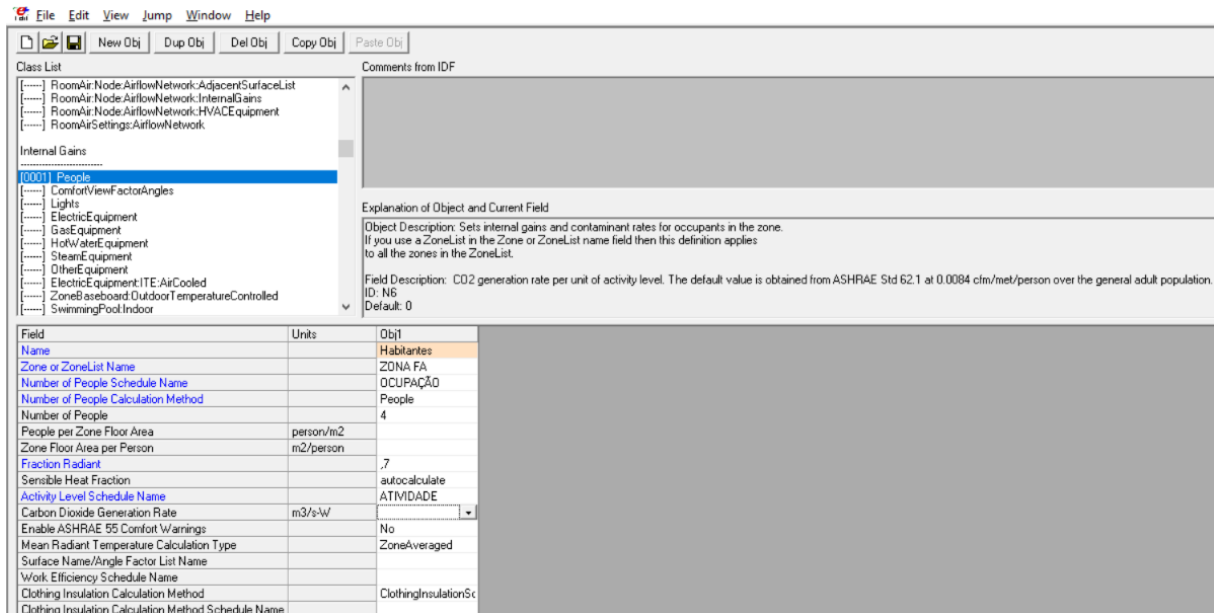 File Edit View Jump Window Help
New Obj Dup Obj Del Obj Copy Obj Paste Obj
Class List
[------] RoomAir:Node:AirflowNetwork:AdjacentSurfaceList
[------] RoomAir:Node:AirflowNetwork:InternalGains
[------] RoomAir:Node:AirflowNetwork:HVACEquipment
[------] RoomAirSettings:AirflowNetwork
Internal Gains
--------------------------
[0001] People
[------] ComfortViewFactorAngles
[------] Lights
[------] ElectricEquipment
[------] GasEquipment
[------] HotWaterEquipment
[------] SteamEquipment
[------] OtherEquipment
[------] ElectricEquipment:ITE:AirCooled
[------] ZoneBaseboard:OutdoorTemperatureControlled
[------] SwimmingPool:Indoor
Comments from IDF
Explanation of Object and Current Field
Object Description: Sets internal gains and contaminant rates for occupants in the zone.
If you use a ZoneList in the Zone or ZoneList name field then this definition applies
to all the zones in the ZoneList.
Field Description: CO2 generation rate per unit of activity level. The default value is obtained from ASHRAE Std 62.1 at 0.0084 cfm/met/person over the general adult population.
ID: N6
Default: 0
Field Units Obj1
Name Habitantes
Zone or ZoneList Name ZONA FA
Number of People Schedule Name OCUPAÇÃO
Number of People Calculation Method People
Number of People 4
People per Zone Floor Area person/m2
Zone Floor Area per Person m2/person
Fraction Radiant ,7
Sensible Heat Fraction autocalculate
Activity Level Schedule Name ATIVIDADE
Carbon Dioxide Generation Rate m3/s-W
Enable ASHRAE 55 Comfort Warnings No
Mean Radiant Temperature Calculation Type ZoneAveraged
Surface Name/Angle Factor List Name
Work Efficiency Schedule Name
Clothing Insulation Calculation Method ClothingInsulationSc
Clothing Insulation Calculation Method Schedule Name